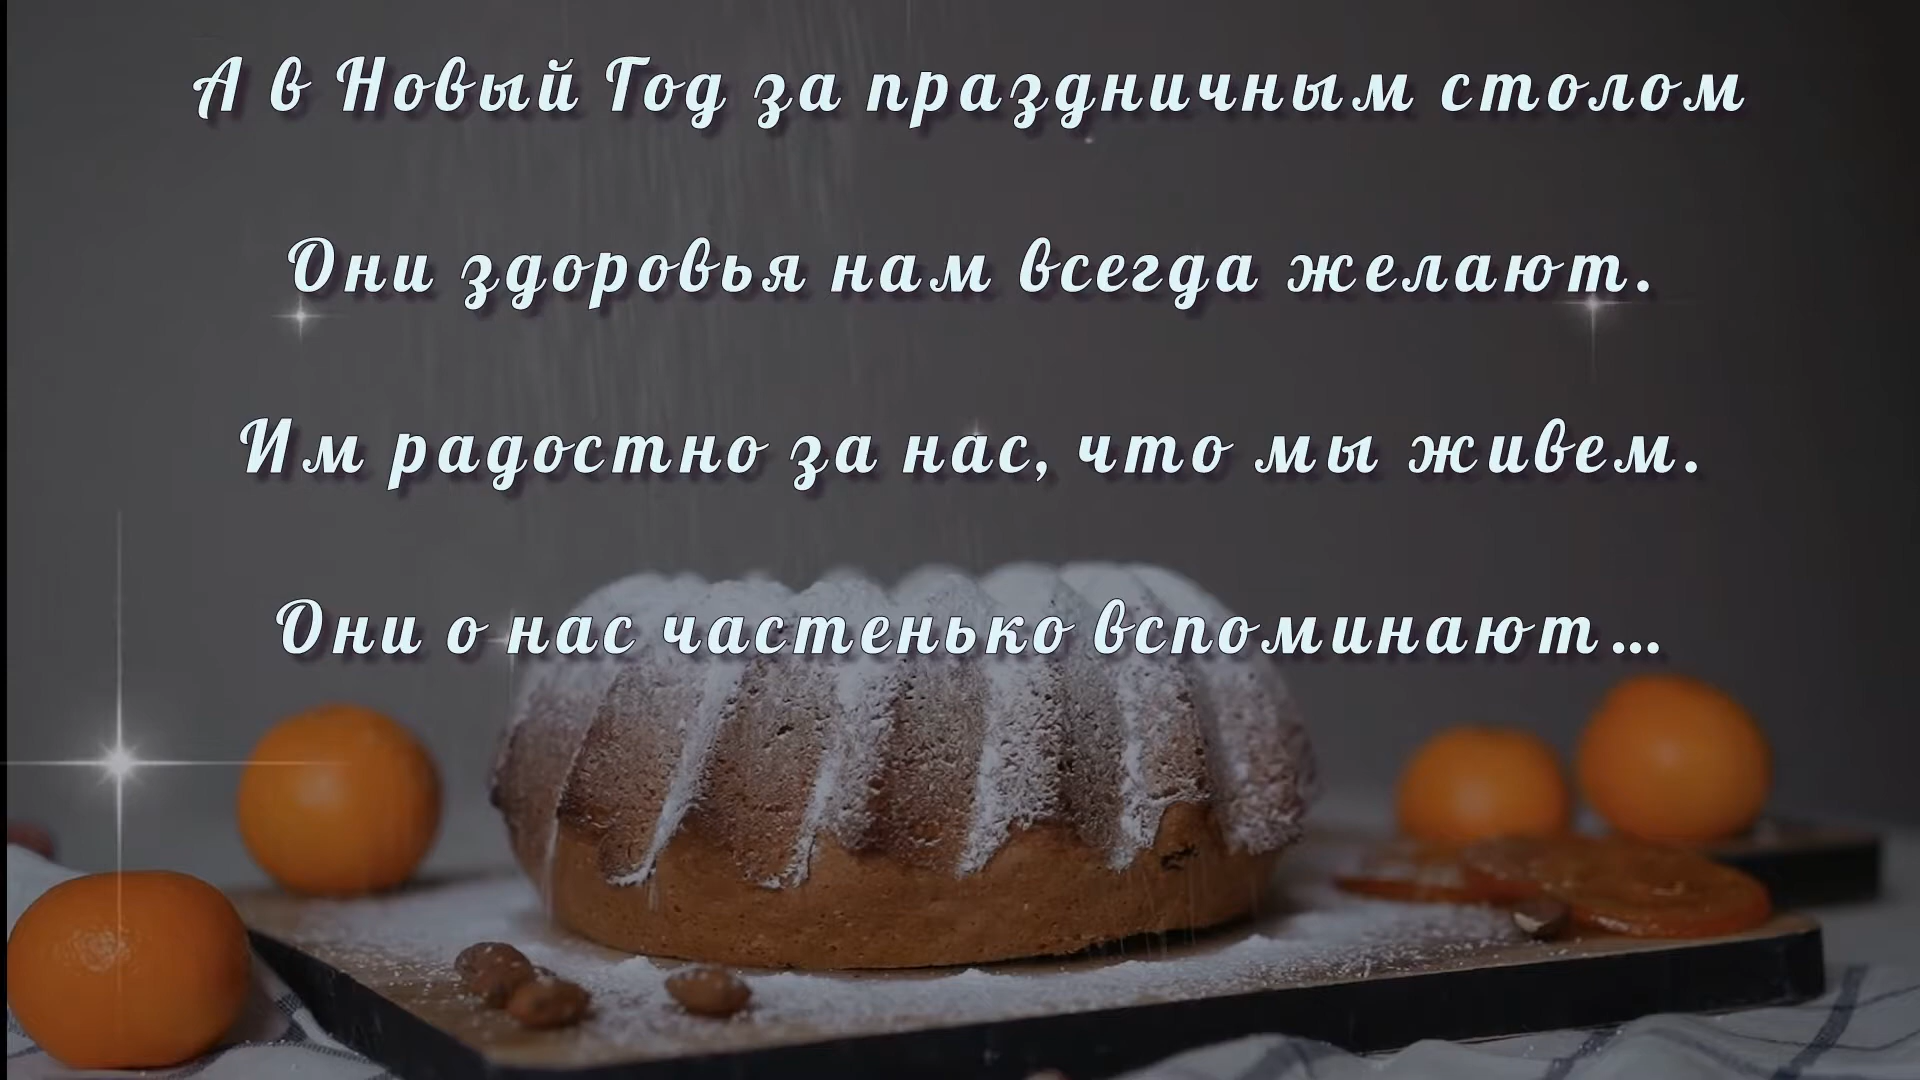 А в Новый Год за праздничным столом
Они здоровья нам всегда желают.
Им радостно за нас, что мы живем.
Они о нас частенько вспоминают...